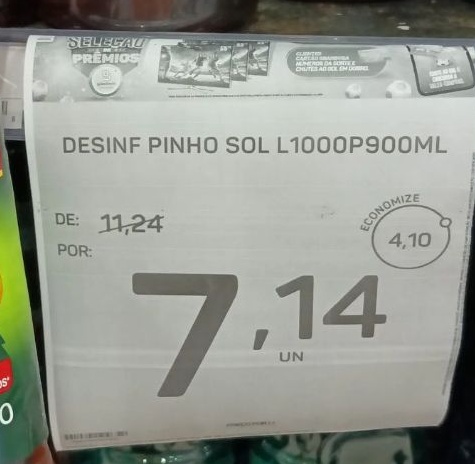 SELEÇÃO
PRÊMIOS
DESINF PINHO SOL L1000P900ML
DE: 11,24
ECONOMIZE
4,10
POR:
7,14
UN